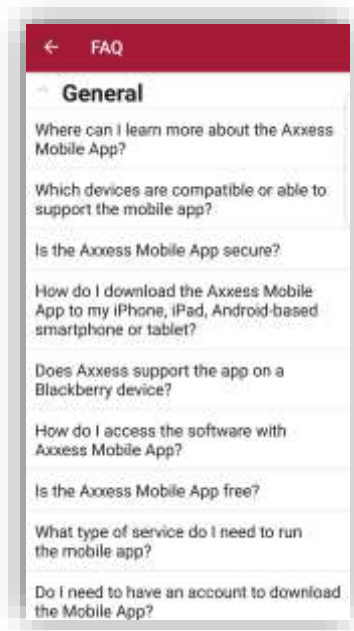 FAQ
General
Where can I learn more about the Axxess
Mobile App?
Which devices are compatible or able to
support the mobile app?
Is the Axxess Mobile App secure?
How do I download the Axxess Mobile
App to my iPhone, iPad, Android-based
smartphone or tablet?
Does Axxess support the app on a
Blackberry device?
How do I access the software with
Axxess Mobile App?
Is the Axxess Mobile App free?
What type of service do I need to run
the mobile app?
Do I need to have an account to download
the Mobile App?